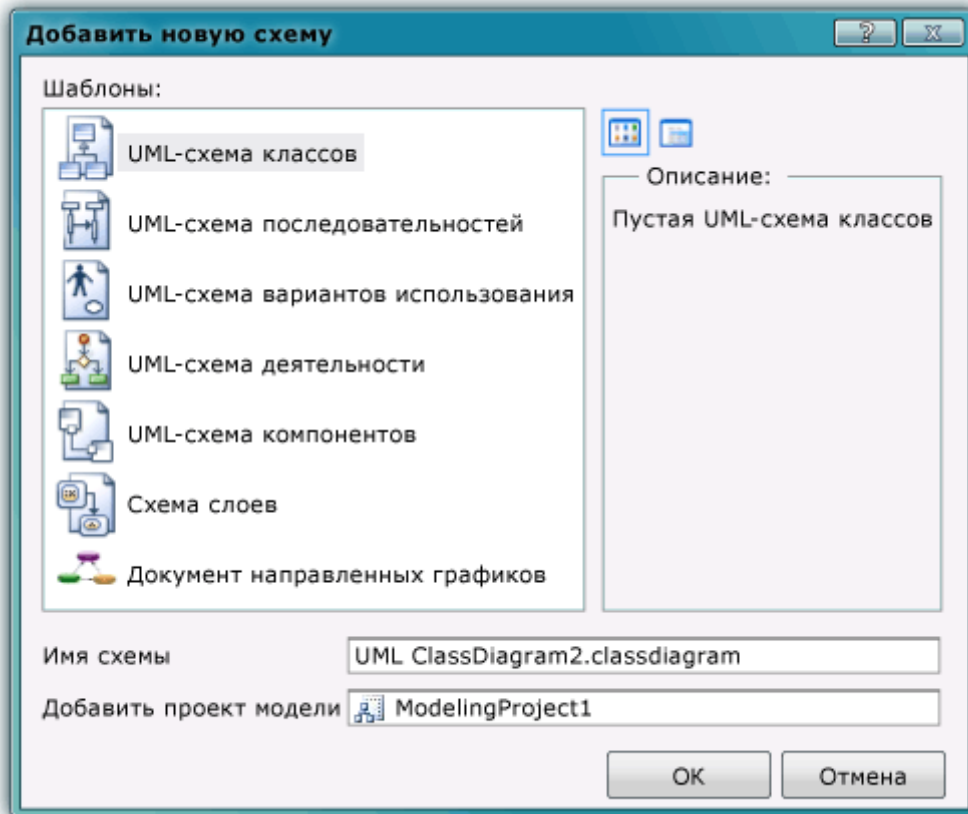 Добавить новую схему
Шаблоны:
UML-схема классов
UML-схема последовательностей
UML-схема вариантов использования
UML-схема деятельности
UML-схема компонентов
Схема слоев
Документ направленных графиков
Описание:
Пустая UML-схема классов
Имя схемы UML ClassDiagram2.classdiagram
Добавить проект модели ModelingProject1
ОК Отмена